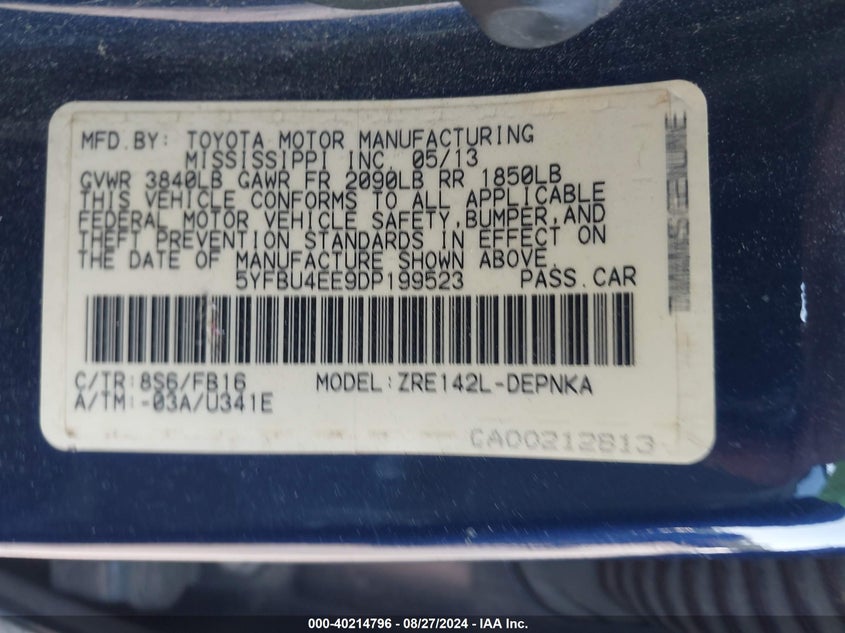 MFD.BY: TOYOTA MOTOR MANUFACTURING
MISSISSIPPI INC. 05/13
GVWR 3840LB GAWR FR 2090LB RR 1850LB
THIS VEHICLE CONFORMS TO ALL APPLICABLE
FEDERAL MOTOR VEHICLE SAFETY,BUMPER,AND
THEFT PREVENTION STANDARDS IN EFFECT ON
THE DATE OF MANUFACTURE SHOWN ABOVE.
5YFBU4EE9DP199523 PASS.CAR
C/TR:8S6/FB16 MODEL:ZRE142L-DEPNKA
A/TM:-03A/U341E
CA00212813
000-40214796 - 08/27/2024 - IAA Inc.